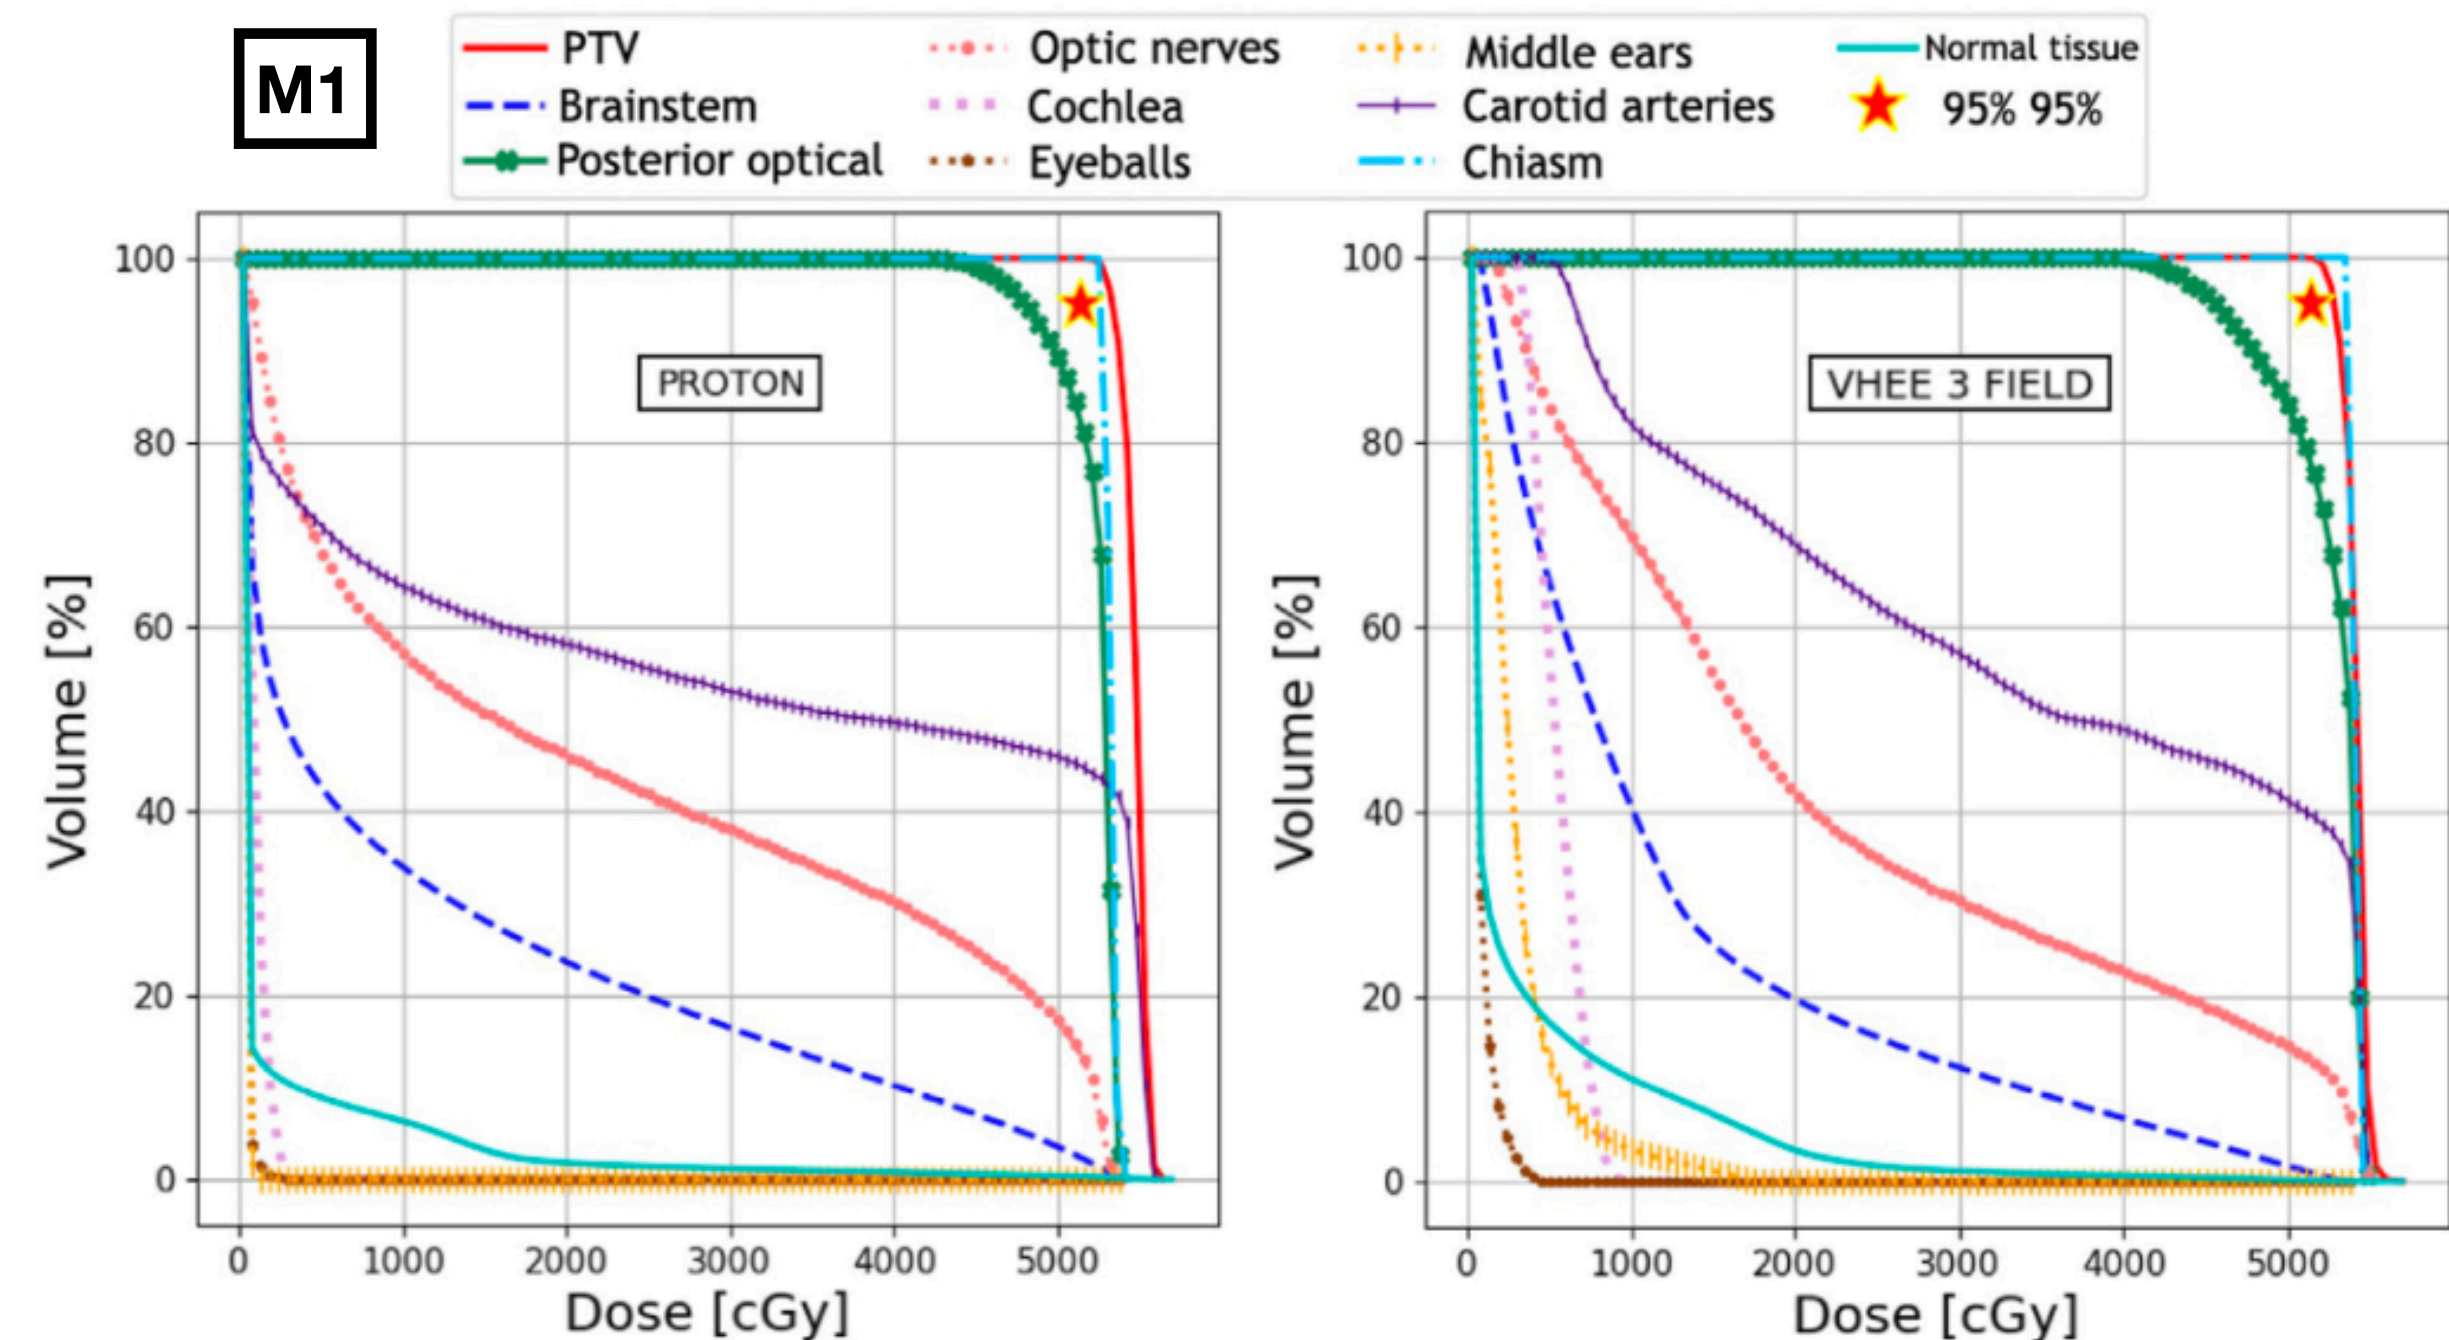 M1
PTV
Brainstem
Posterior optical
Optic nerves
Cochlea
Eyeballs
Middle ears
Carotid arteries
Chiasm
Normal tissue
95% 95%
PROTON
Volume [%]
100
80
60
40
20
0
0 1000 2000 3000 4000 5000
Dose [cGy]
VHEE 3 FIELD
Volume [%]
100
80
60
40
20
0
0 1000 2000 3000 4000 5000
Dose [cGy]